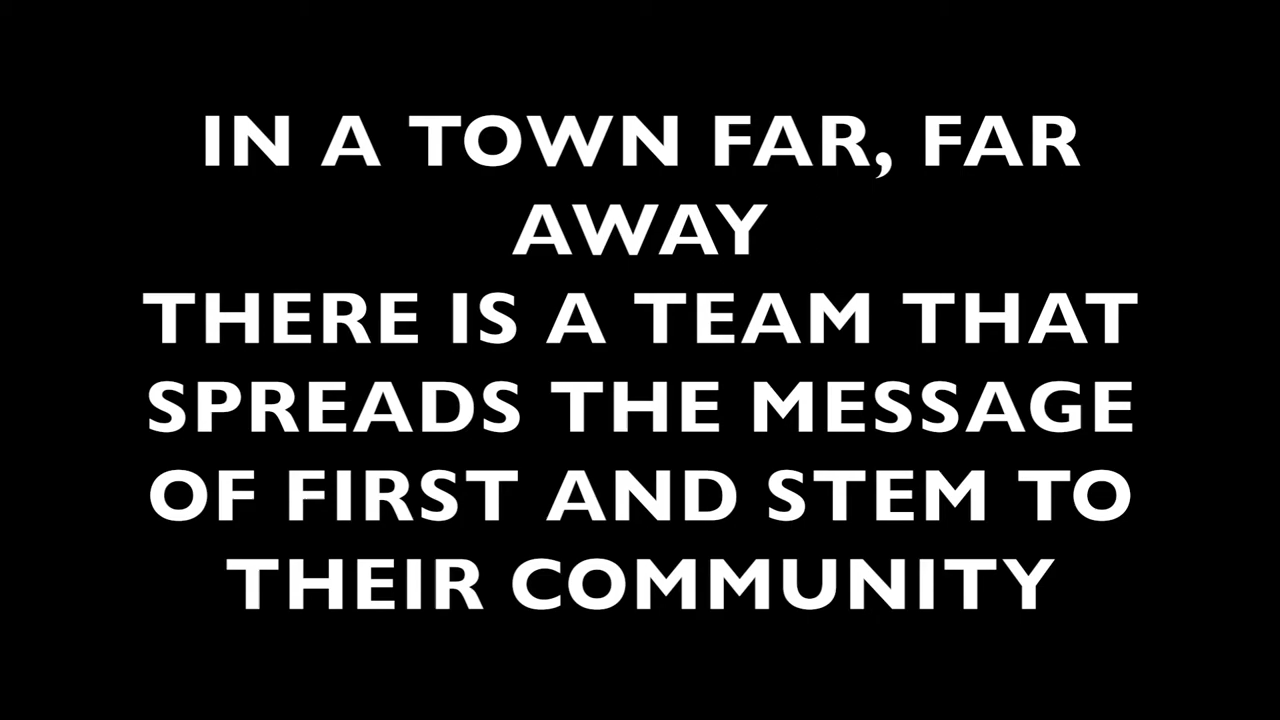 IN A TOWN FAR, FAR
AWAY
THERE IS A TEAM THAT
SPREADS THE MESSAGE
OF FIRST AND STEM TO
THEIR COMMUNITY